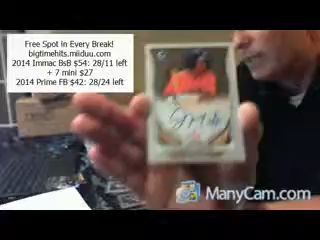 Free Spot in Every Break!
bigtimehits.miiduu.com
2014 Immac BsB $54: 28/11 left
+ 7 mini $27
2014 Prime FB $42: 28/24 left
ManyCam.com